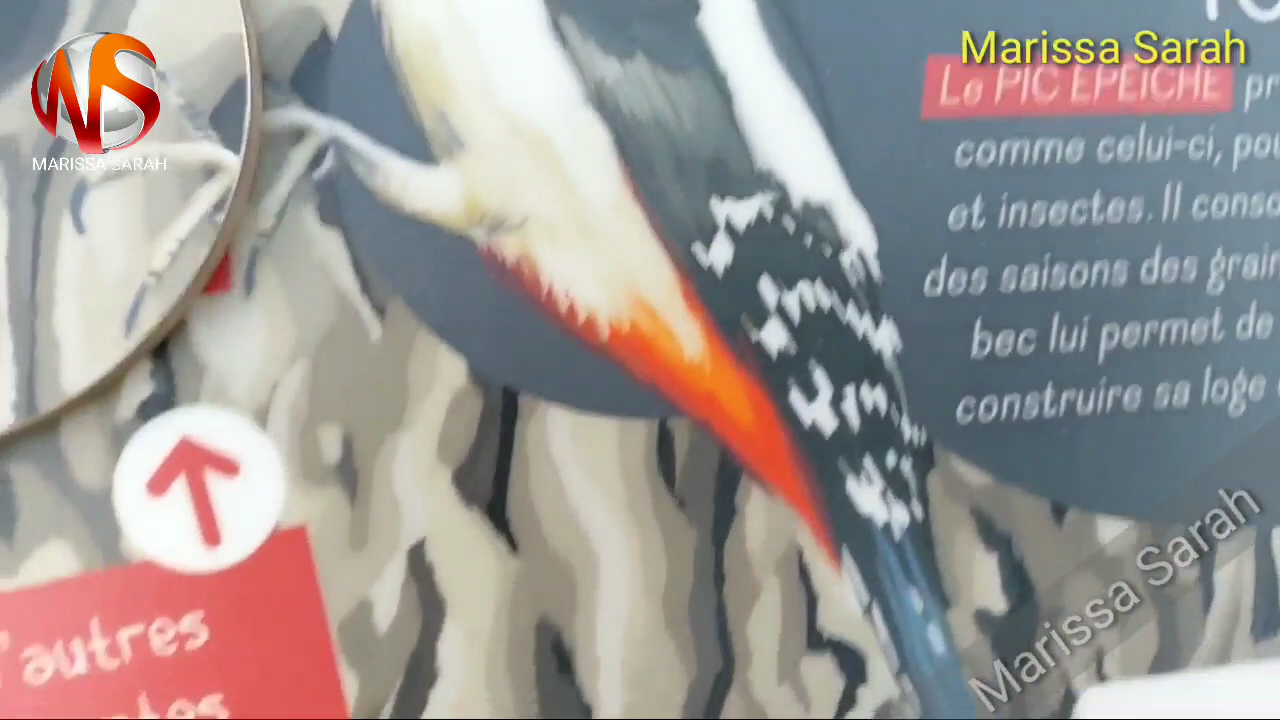 Marissa Sarah
MARISSA SARAH
Le PIC EPEICHE
comme celui-ci,
et insectes. Il
des saisons des
bec lui permet de
construire sa loge
d'autres
Marissa Sarah